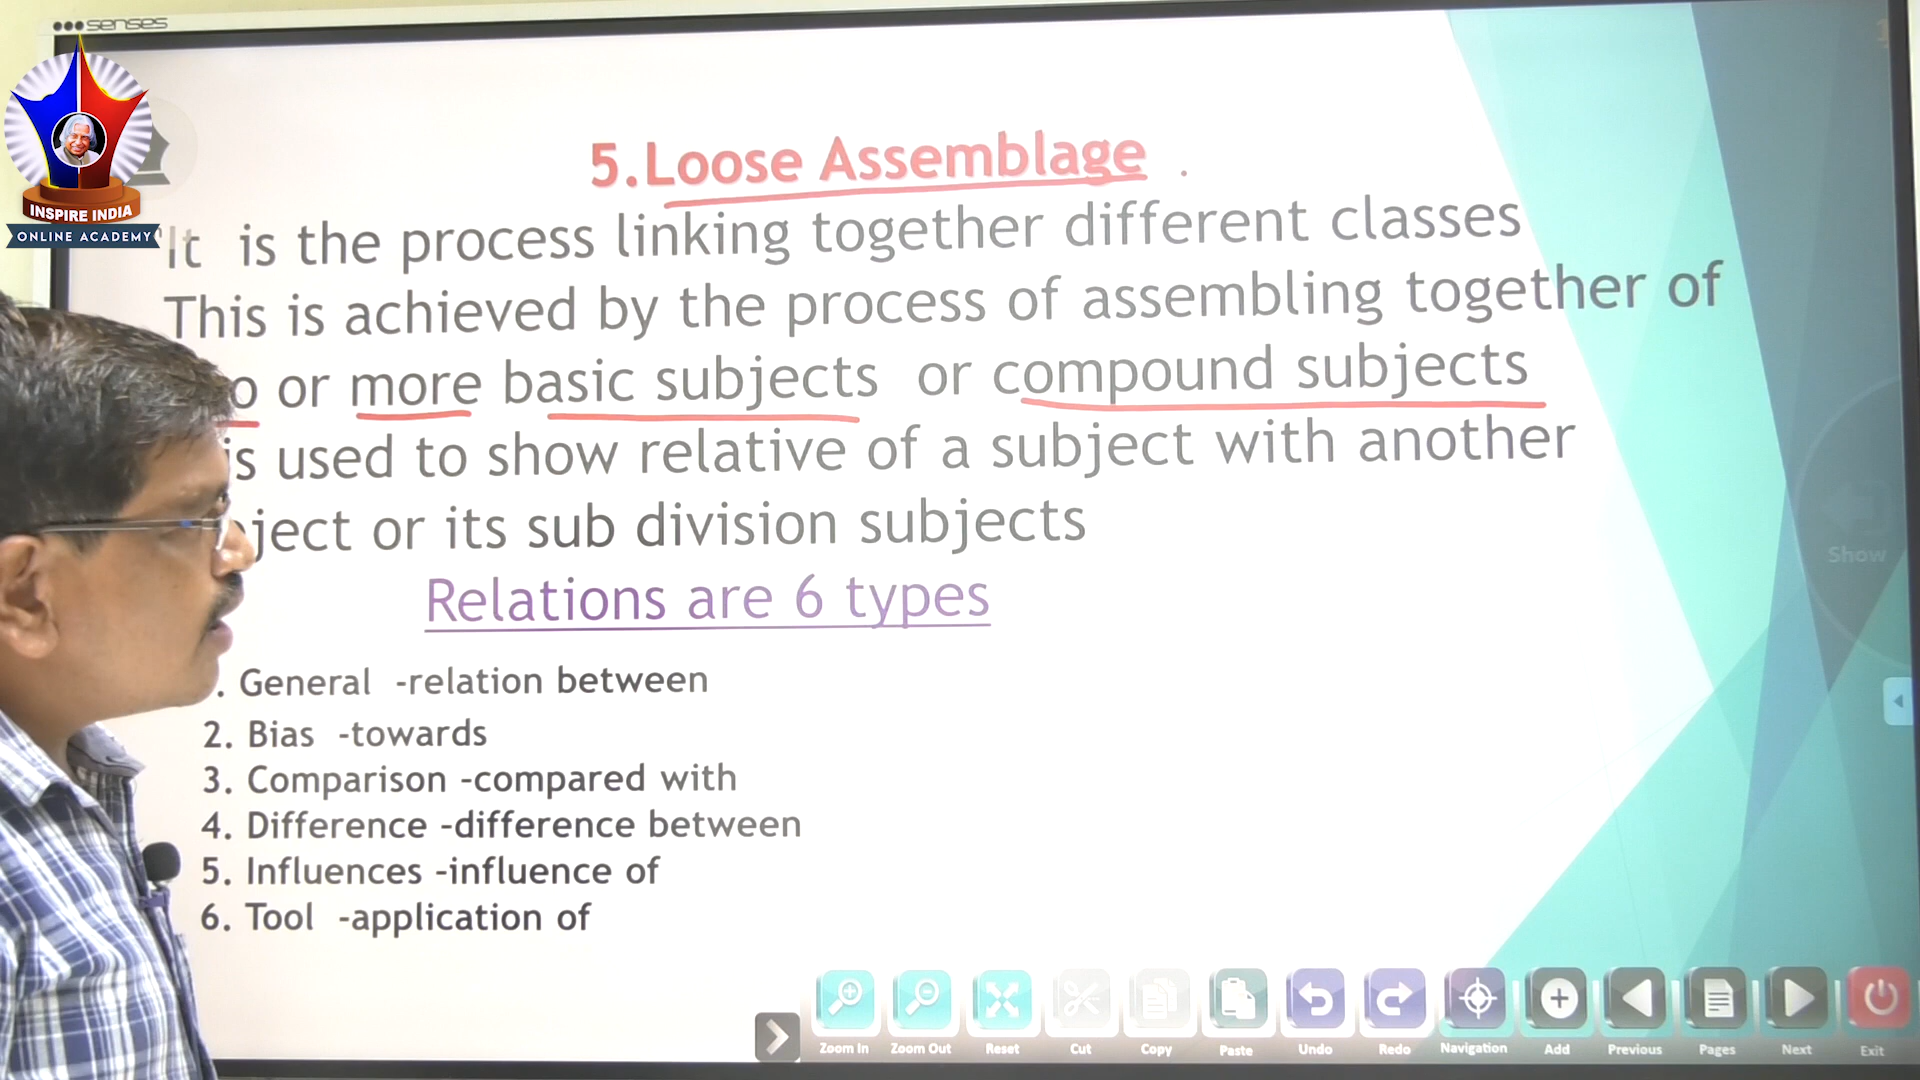 senses
INSPIRE INDIA
ONLINE ACADEMY
5.Loose Assemblage .
'It is the process linking together different classes
This is achieved by the process of assembling together of
or more basic subjects or compound subjects
is used to show relative of a subject with another
or its sub division subjects
Relations are 6 types
. General -relation between
2. Bias -towards
3. Comparison -compared with
4. Difference -difference between
5. Influences -influence of
6. Tool -application of
Show
Zoom In Zoom Out Reset Cut Copy Paste Undo Redo Navigation Add Previous Pages Next Exit